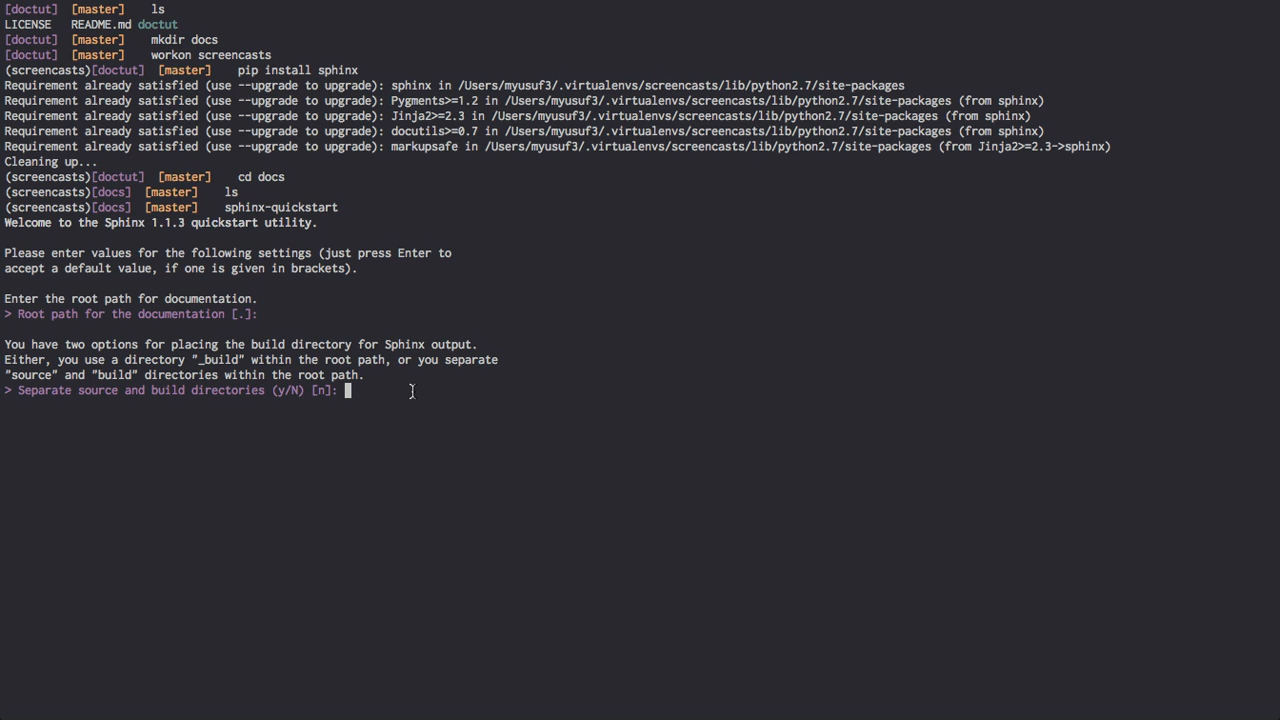 [doctut] [master] ls
LICENSE README.md doctut
[doctut] [master] mkdir docs
[doctut] [master] workon screencasts
(screencasts)[doctut] [master] pip install sphinx
Requirement already satisfied (use --upgrade to upgrade): sphinx in /Users/myusuf3/.virtualenvs/screencasts/lib/python2.7/site-packages
Requirement already satisfied (use --upgrade to upgrade): Pygments>=1.2 in /Users/myusuf3/.virtualenvs/screencasts/lib/python2.7/site-packages (from sphinx)
Requirement already satisfied (use --upgrade to upgrade): Jinja2>=2.3 in /Users/myusuf3/.virtualenvs/screencasts/lib/python2.7/site-packages (from sphinx)
Requirement already satisfied (use --upgrade to upgrade): docutils>=0.7 in /Users/myusuf3/.virtualenvs/screencasts/lib/python2.7/site-packages (from sphinx)
Requirement already satisfied (use --upgrade to upgrade): markupsafe in /Users/myusuf3/.virtualenvs/screencasts/lib/python2.7/site-packages (from Jinja2>=2.3->sphinx)
Cleaning up...
(screencasts)[doctut] [master] cd docs
(screencasts)[docs] [master] ls
(screencasts)[docs] [master] sphinx-quickstart
Welcome to the Sphinx 1.1.3 quickstart utility.
Please enter values for the following settings (just press Enter to
accept a default value, if one is given in brackets).
Enter the root path for documentation.
> Root path for the documentation [.]:
You have two options for placing the build directory for Sphinx output.
Either, you use a directory "_build" within the root path, or you separate
"source" and "build" directories within the root path.
> Separate source and build directories (y/N) [n]: